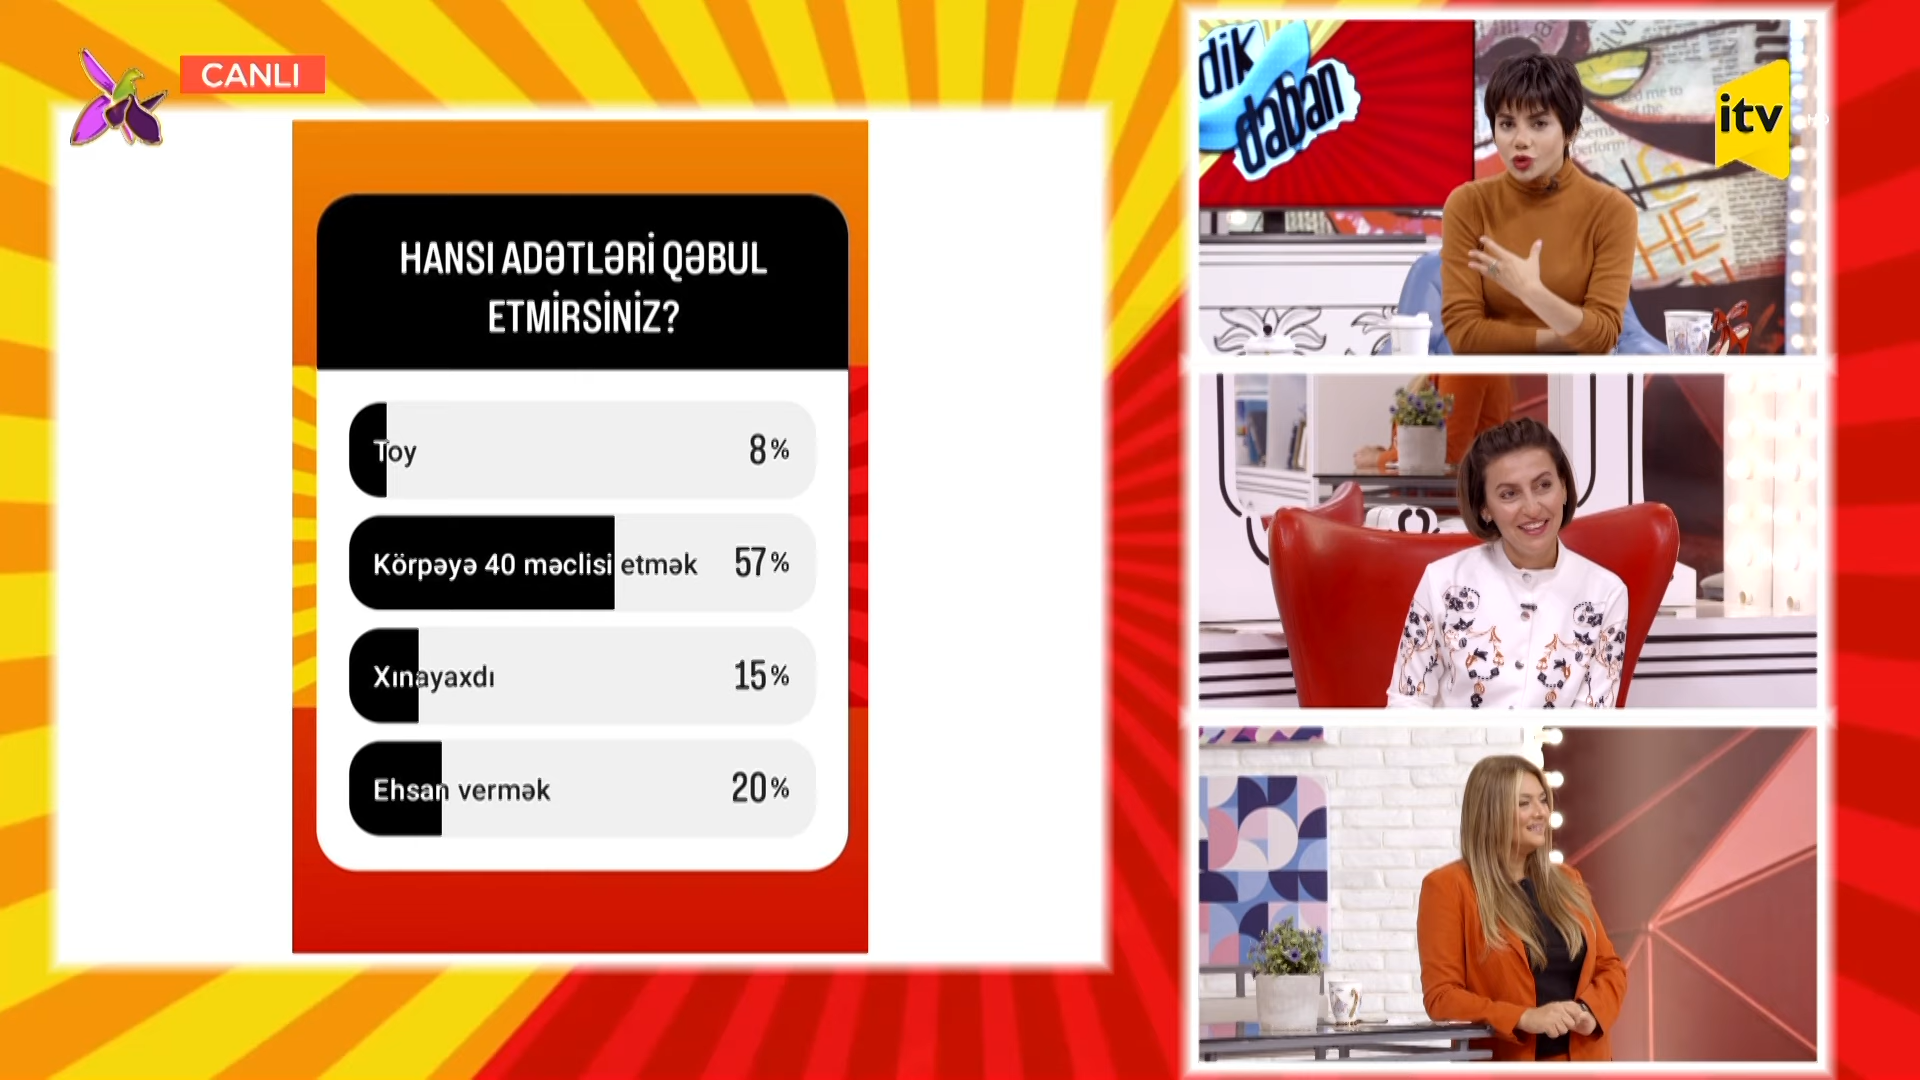 CANLI
HANSI ADƏTLƏRİ QƏBUL
ETMİRSİNİZ?
Toy 8%
Körpəyə 40 məclisi etmək 57%
Xınayaxdı 15%
Ehsan vermək 20%
dik
daban
itv HD